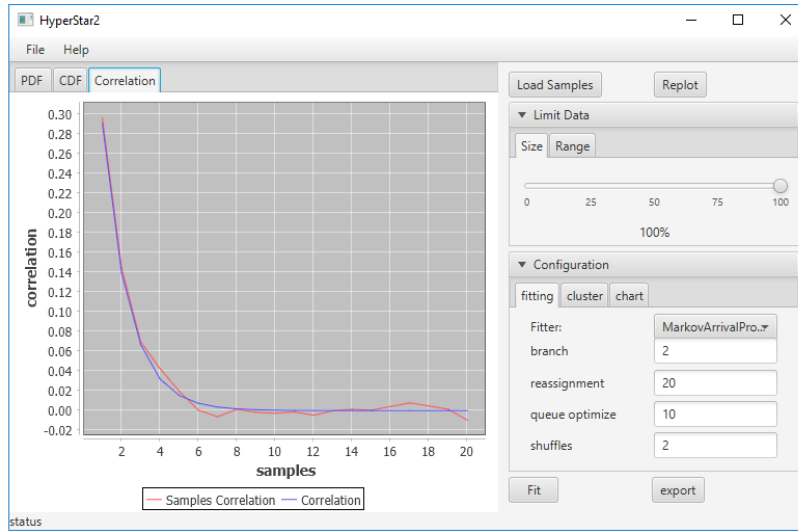 HyperStar2
File Help
PDF CDF Correlation
0.30
0.28
0.26
0.24
0.22
0.20
0.18
0.16
0.14
0.12
0.10
0.08
0.06
0.04
0.02
0.00
-0.02
correlation
2 4 6 8 10 12 14 16 18 20
samples
Samples Correlation Correlation
Load Samples Replot
Limit Data
Size Range
0 25 50 75 100
100%
Configuration
fitting cluster chart
Fitter: MarkovArrivalPro...
branch 2
reassignment 20
queue optimize 10
shuffles 2
Fit export
status